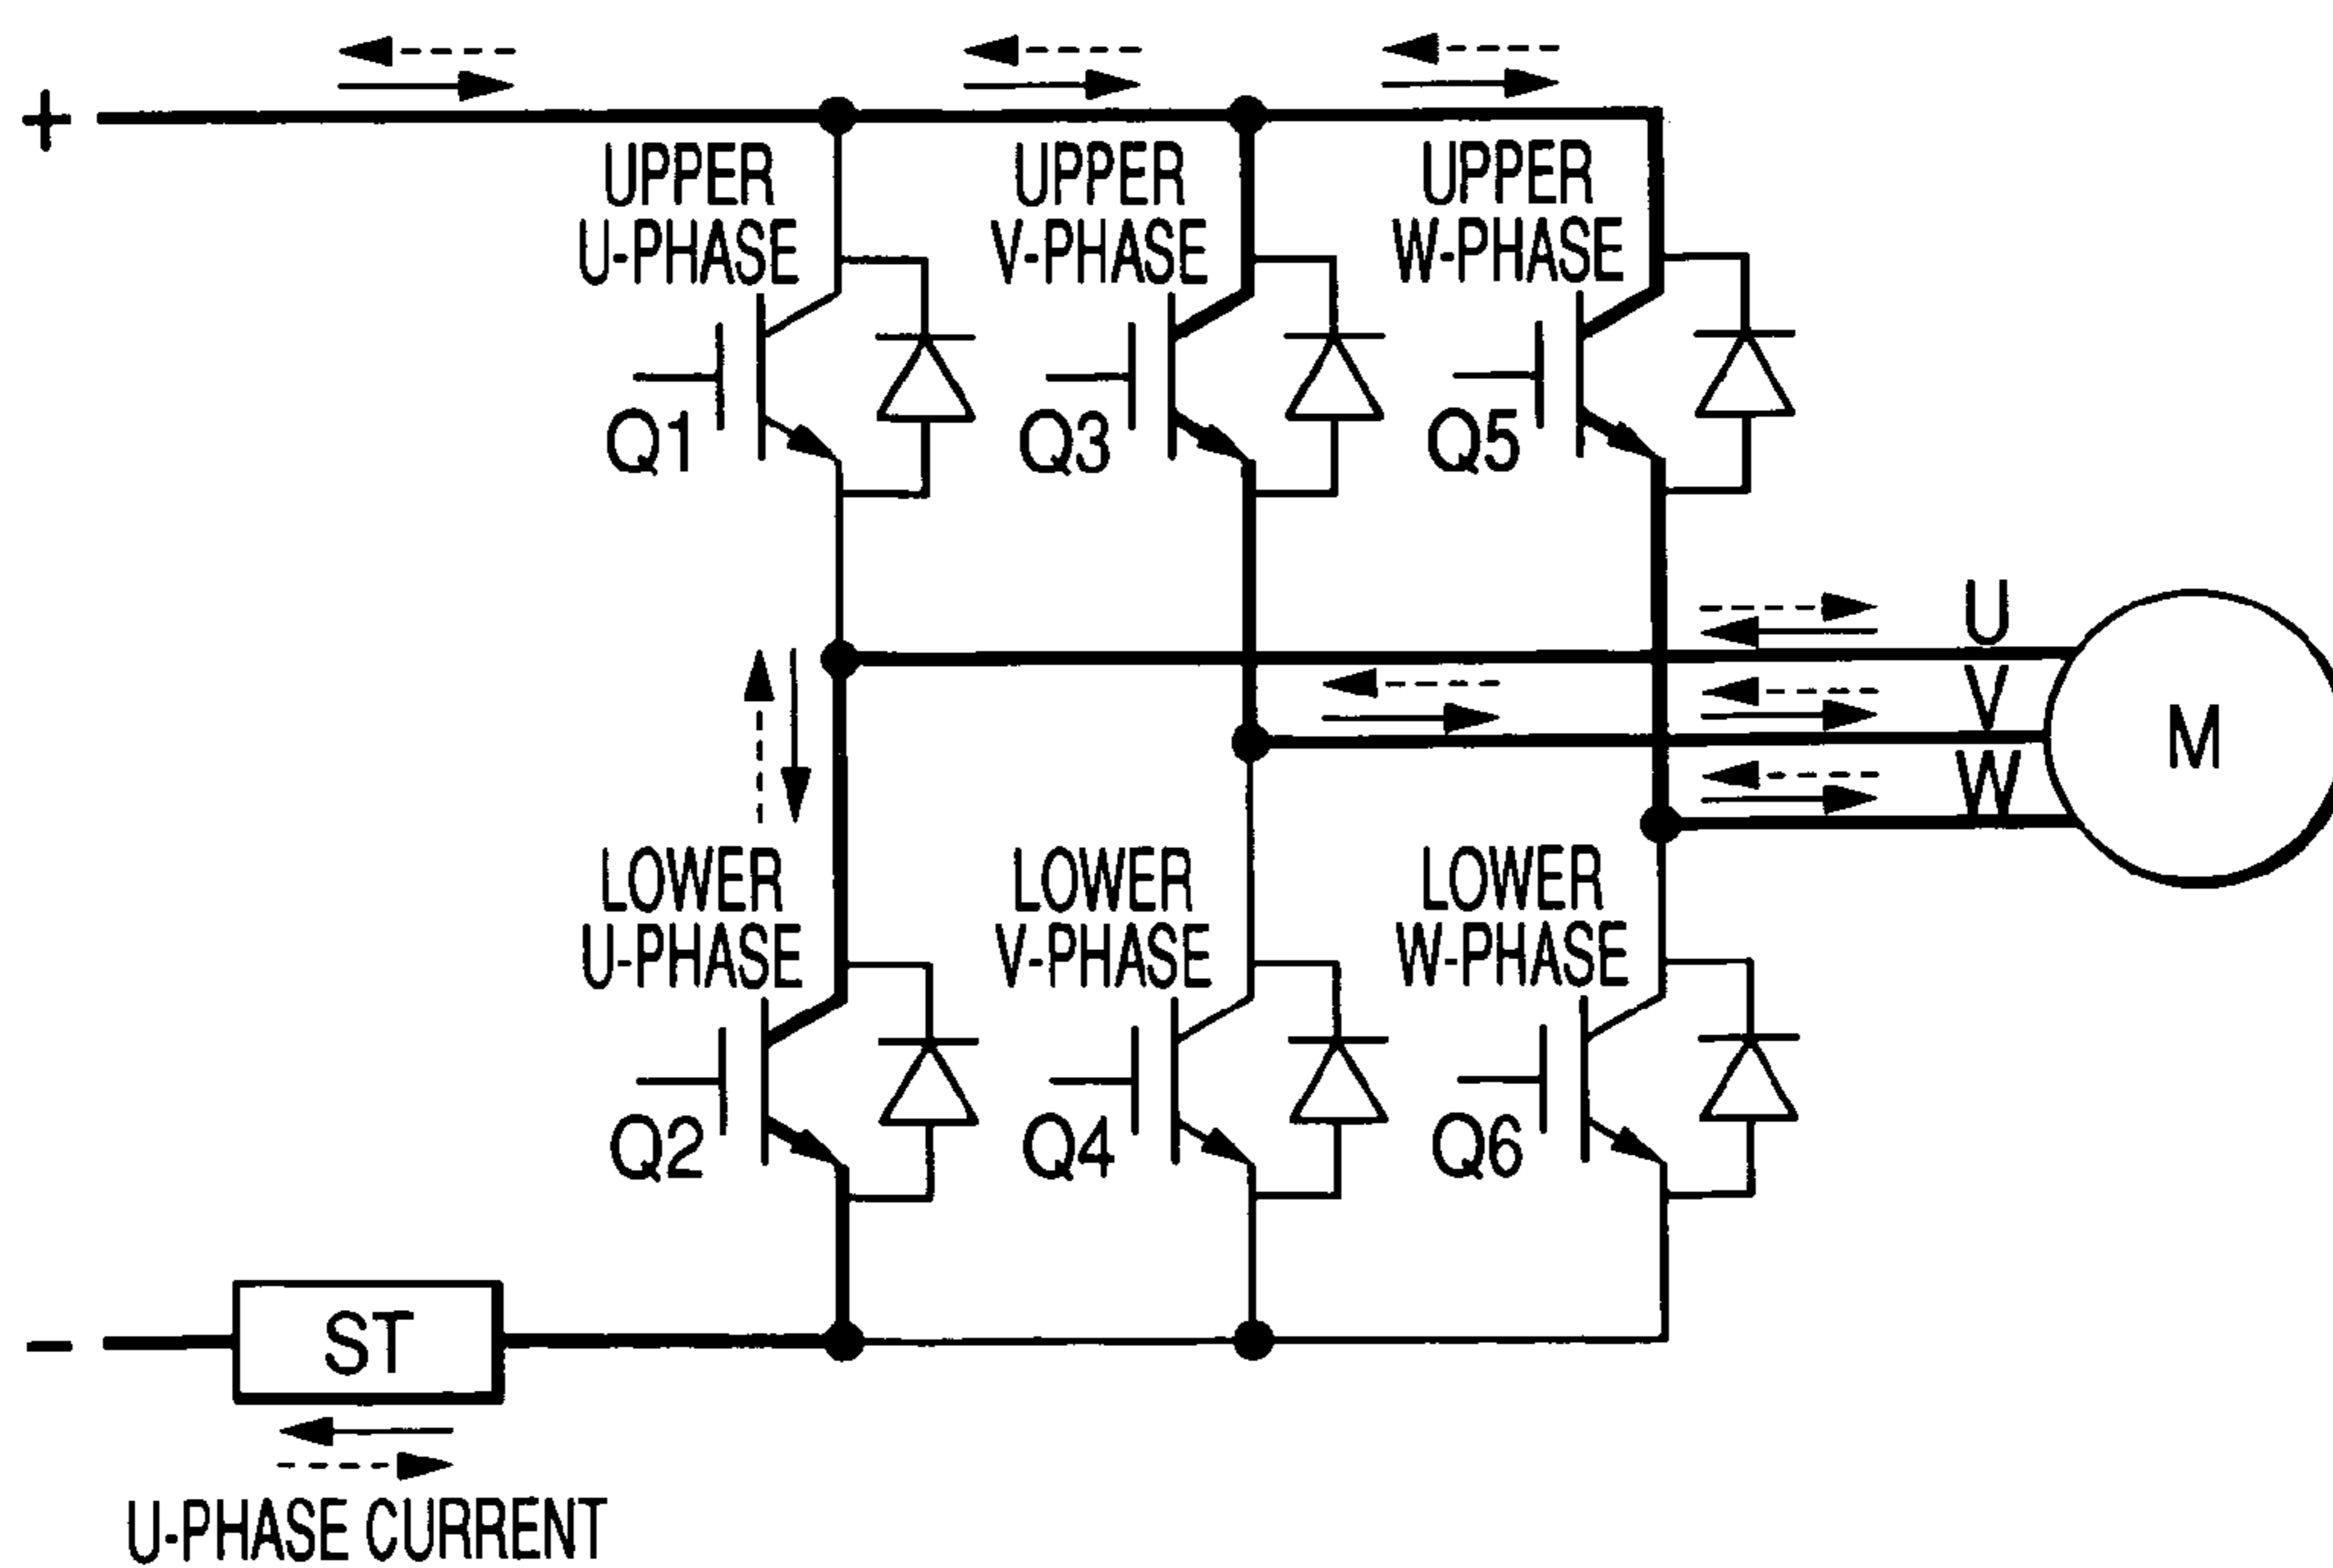 +
UPPER
U-PHASE
UPPER
V-PHASE
UPPER
W-PHASE
Q1
Q3
Q5
U
V
W
M
LOWER
U-PHASE
LOWER
V-PHASE
LOWER
W-PHASE
Q2
Q4
Q6
−
ST
U-PHASE CURRENT